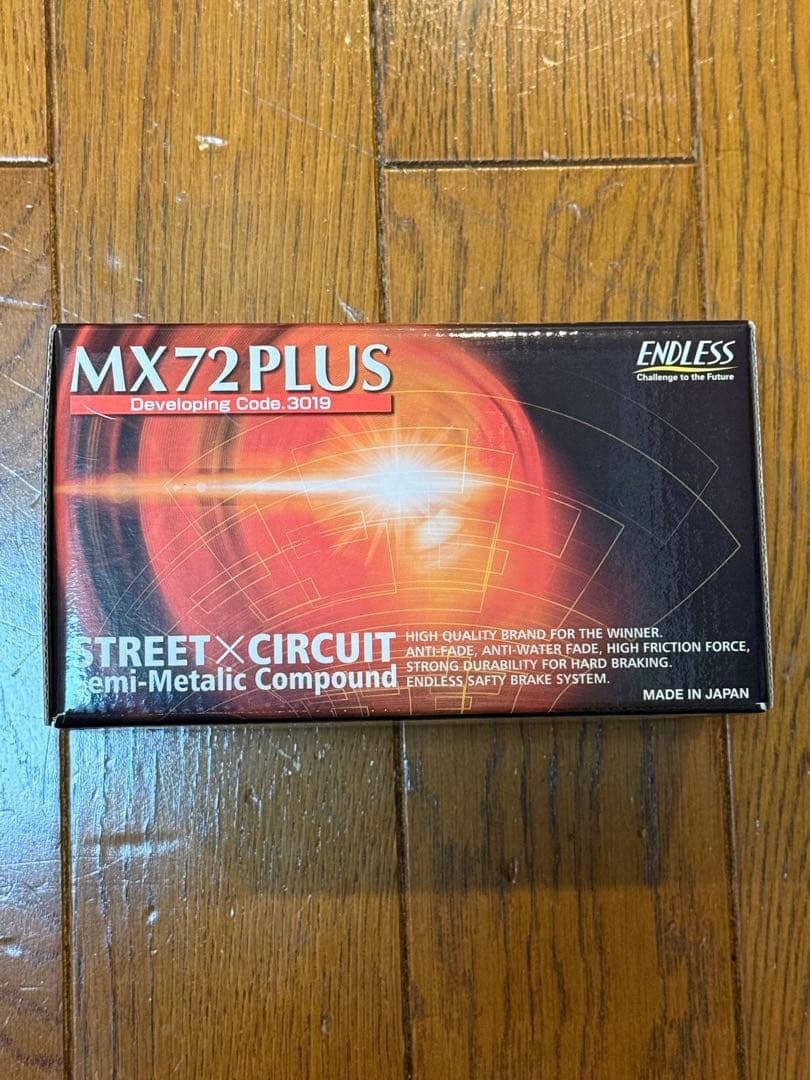 MX72PLUS
Developing Code.3019
ENDLESS
Challenge to the Future
STREET×CIRCUIT
Semi-Metalic Compound
HIGH QUALITY BRAND FOR THE WINNER.
ANTI-FADE, ANTI-WATER FADE, HIGH FRICTION FORCE,
STRONG DURABILITY FOR HARD BRAKING.
ENDLESS SAFTY BRAKE SYSTEM.
MADE IN JAPAN